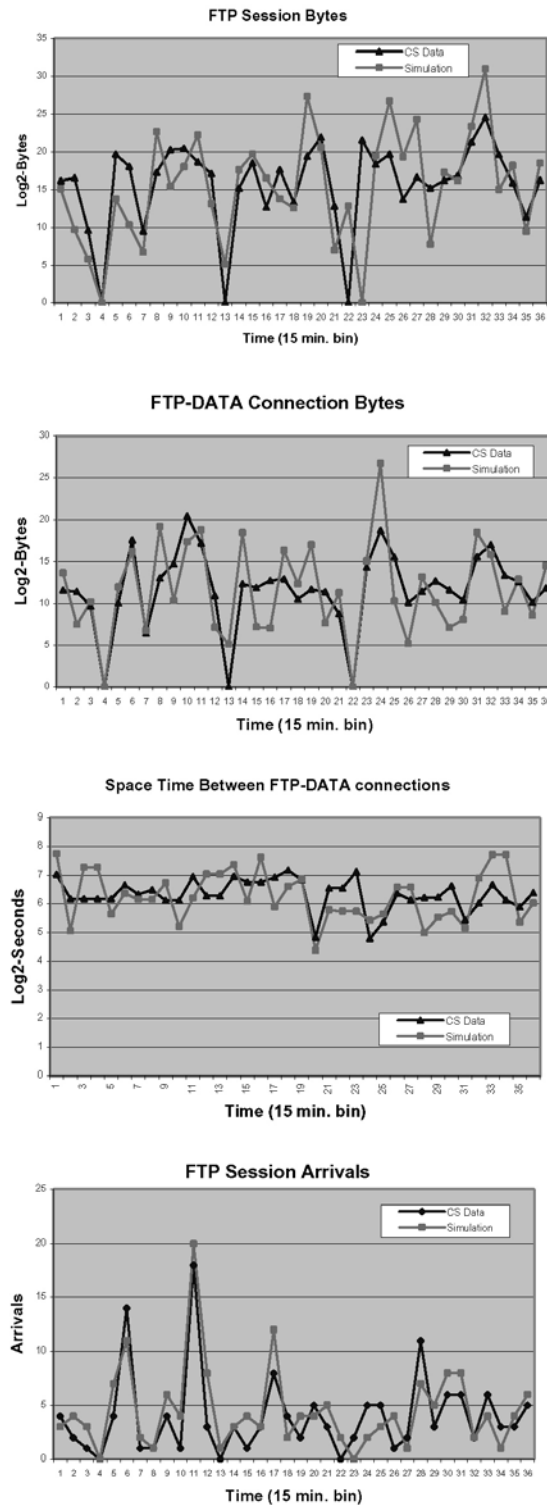 FTP Session Bytes
35
30
25
20
15
10
5
0
Log2-Bytes
CS Data
Simulation
1 2 3 4 5 6 7 8 9 10 11 12 13 14 15 16 17 18 19 20 21 22 23 24 25 26 27 28 29 30 31 32 33 34 35 36
Time (15 min. bin)
FTP-DATA Connection Bytes
30
25
20
15
10
5
0
Log2-Bytes
CS Data
Simulation
1 2 3 4 5 6 7 8 9 10 11 12 13 14 15 16 17 18 19 20 21 22 23 24 25 26 27 28 29 30 31 32 33 34 35 36
Time (15 min. bin)
Space Time Between FTP-DATA connections
9
8
7
6
5
4
3
2
1
0
Log2-Seconds
CS Data
Simulation
1 3 5 7 9 11 13 15 17 19 21 23 25 27 29 31 33 35
Time (15 min. bin)
FTP Session Arrivals
25
20
15
10
5
0
Arrivals
CS Data
Simulation
1 2 3 4 5 6 7 8 9 10 11 12 13 14 15 16 17 18 19 20 21 22 23 24 25 26 27 28 29 30 31 32 33 34 35 36
Time (15 min. bin)